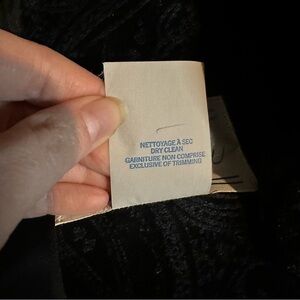 NETTOYAGE À SEC
DRY CLEAN
GARNITURE NON COMPRISE
EXCLUSIVE OF TRIMMING